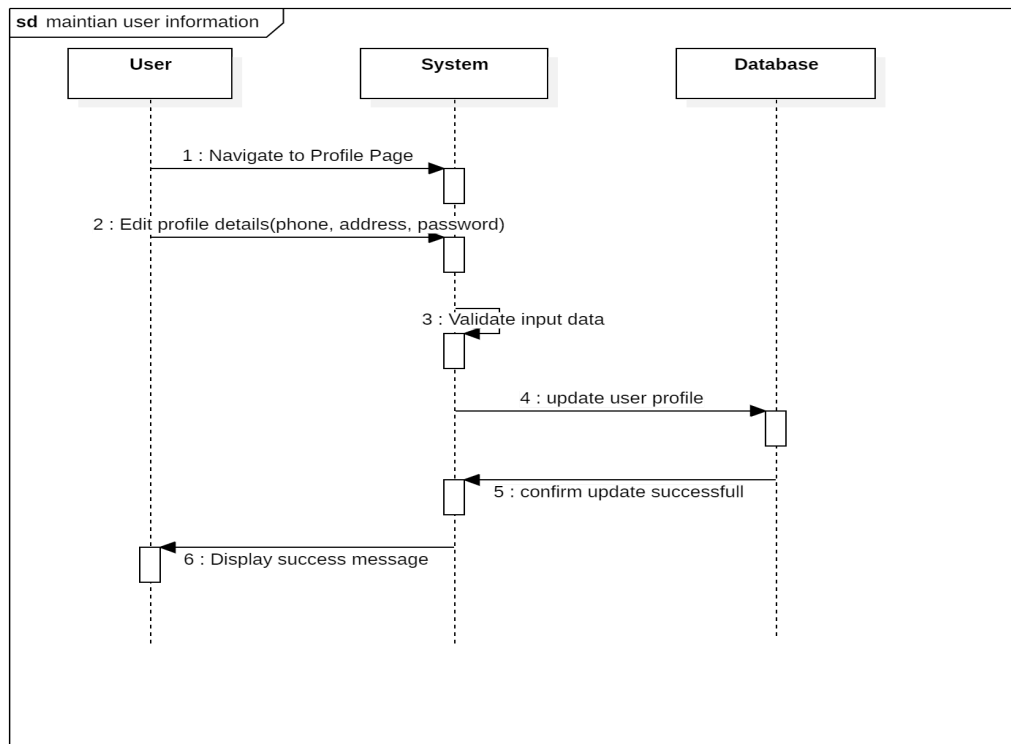 sd maintian user information
User
System
Database
1 : Navigate to Profile Page
2 : Edit profile details(phone, address, password)
3 : Validate input data
4 : update user profile
5 : confirm update successfull
6 : Display success message